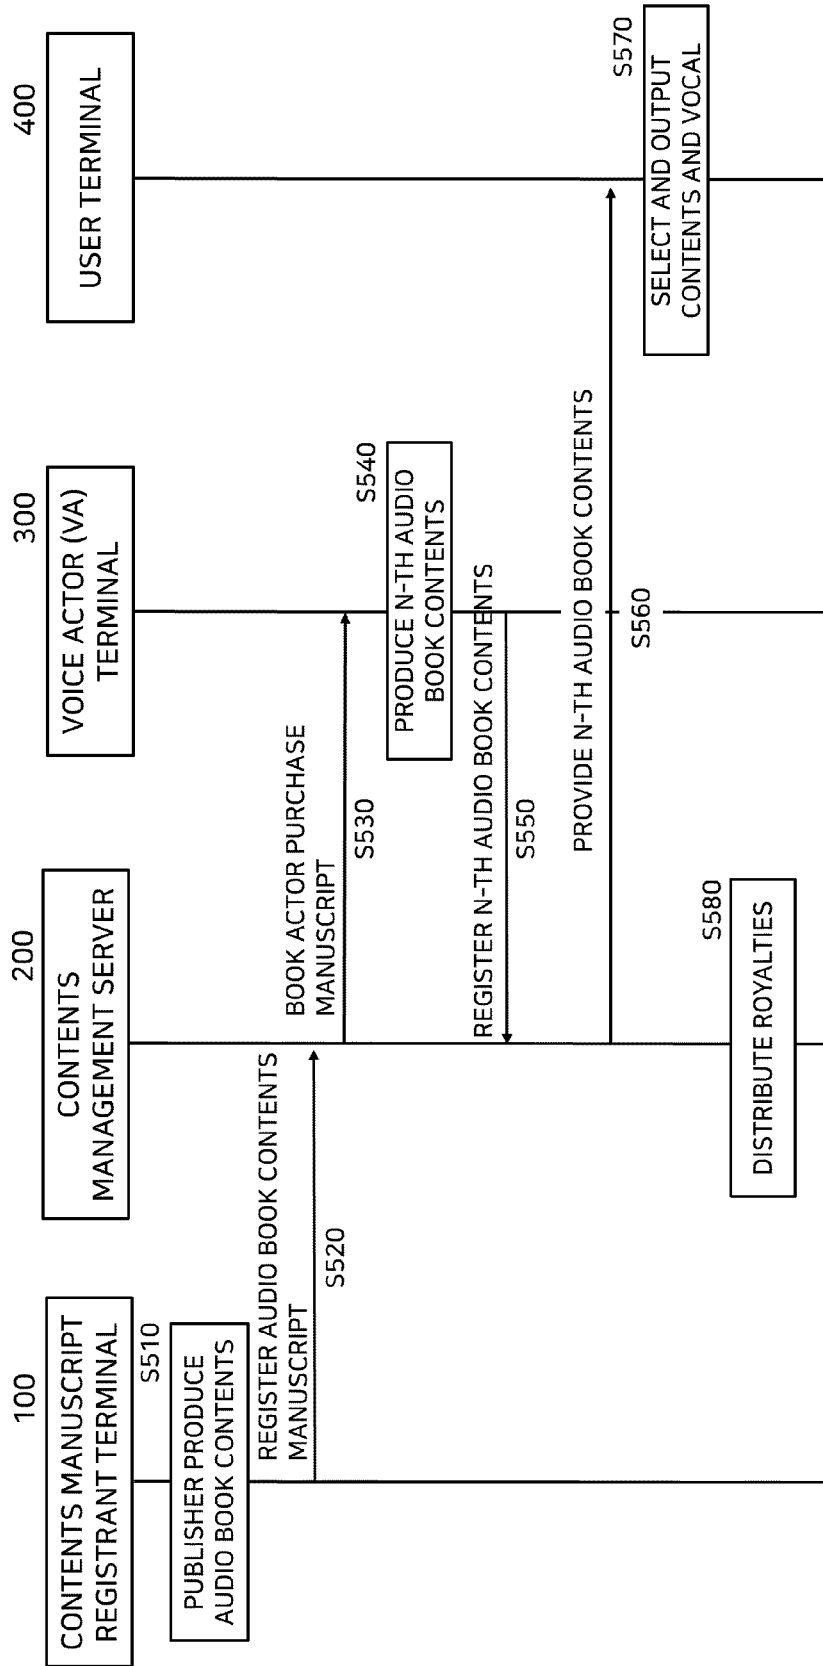 100
CONTENTS MANUSCRIPT
REGISTRANT TERMINAL
200
CONTENTS
MANAGEMENT SERVER
300
VOICE ACTOR (VA)
TERMINAL
400
USER TERMINAL
S510
PUBLISHER PRODUCE
AUDIO BOOK CONTENTS
REGISTER AUDIO BOOK CONTENTS
MANUSCRIPT
S520
BOOK ACTOR PURCHASE
MANUSCRIPT
S530
S540
PRODUCE N-TH AUDIO
BOOK CONTENTS
REGISTER N-TH AUDIO BOOK CONTENTS
S550
PROVIDE N-TH AUDIO BOOK CONTENTS
S560
S570
SELECT AND OUTPUT
CONTENTS AND VOCAL
S580
DISTRIBUTE ROYALTIES